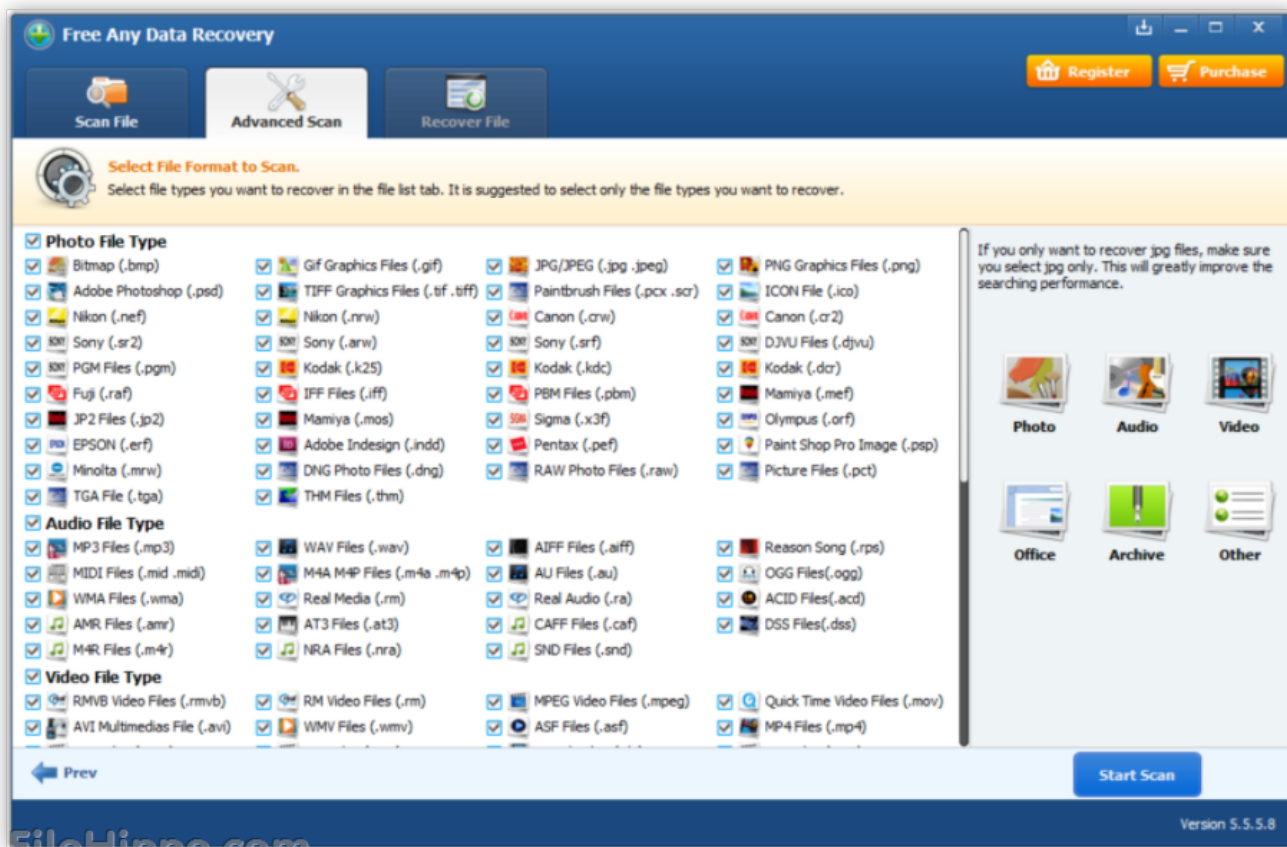 Free Any Data Recovery
Register
Purchase
Scan File
Advanced Scan
Recover File
Select File Format to Scan.
Select file types you want to recover in the file list tab. It is suggested to select only the file types you want to recover.
Photo File Type
Bitmap (.bmp) Gif Graphics Files (.gif) JPG/JPEG (.jpg .jpeg) PNG Graphics Files (.png)
Adobe Photoshop (.psd) TIFF Graphics Files (.tif .tiff) Paintbrush Files (.pcx .scr) ICON File (.ico)
Nikon (.nef) Nikon (.nrw) Canon (.crw) Canon (.cr2)
Sony (.sr2) Sony (.arw) Sony (.srf) DJVU Files (.djvu)
PGM Files (.pgm) Kodak (.k25) Kodak (.kdc) Kodak (.dcr)
Fuji (.raf) IFF Files (.iff) PBM Files (.pbm) Mamiya (.mef)
JP2 Files (.jp2) Mamiya (.mos) Sigma (.x3f) Olympus (.orf)
EPSON (.erf) Adobe Indesign (.indd) Pentax (.pef) Paint Shop Pro Image (.psp)
Minolta (.mrw) DNG Photo Files (.dng) RAW Photo Files (.raw) Picture Files (.pct)
TGA File (.tga) THM Files (.thm)
Audio File Type
MP3 Files (.mp3) WAV Files (.wav) AIFF Files (.aiff) Reason Song (.rps)
MIDI Files (.mid .midi) M4A M4P Files (.m4a .m4p) AU Files (.au) OGG Files(.ogg)
WMA Files (.wma) Real Media (.rm) Real Audio (.ra) ACID Files(.acd)
AMR Files (.amr) AT3 Files (.at3) CAFF Files (.caf) DSS Files(.dss)
M4R Files (.m4r) NRA Files (.nra) SND Files (.snd)
Video File Type
RMVB Video Files (.rmvb) RM Video Files (.rm) MPEG Video Files (.mpeg) Quick Time Video Files (.mov)
AVI Multimedias File (.avi) WMV Files (.wmv) ASF Files (.asf) MP4 Files (.mp4)
If you only want to recover jpg files, make sure
you select jpg only. This will greatly improve the
searching performance.
Photo Audio Video
Office Archive Other
Prev
Start Scan
Version 5.5.5.8
FileHippo.com